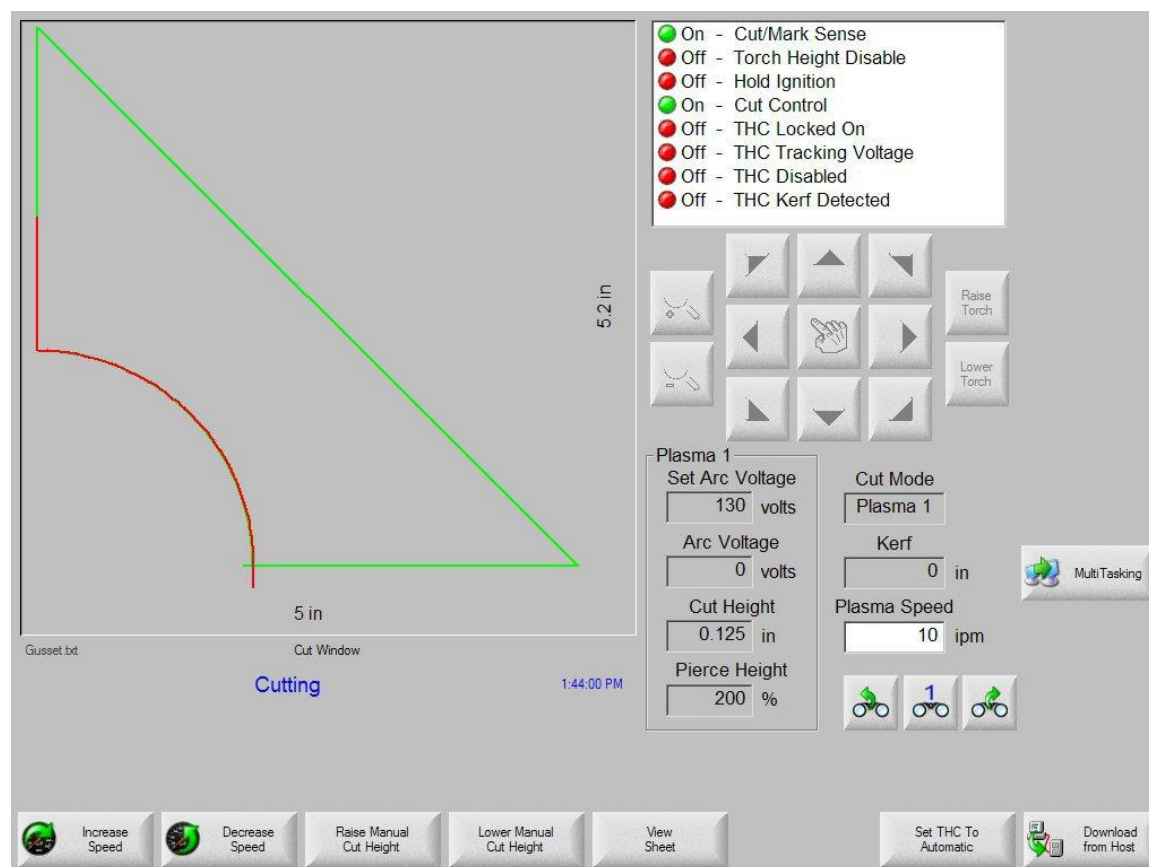 On - Cut/Mark Sense
Off - Torch Height Disable
Off - Hold Ignition
On - Cut Control
Off - THC Locked On
Off - THC Tracking Voltage
Off - THC Disabled
Off - THC Kerf Detected
5.2 in
5 in
Gusset.txt
Cut Window
Cutting
1:44:00 PM
Raise
Torch
Lower
Torch
Plasma 1
Set Arc Voltage
130 volts
Arc Voltage
0 volts
Cut Height
0.125 in
Pierce Height
200 %
Cut Mode
Plasma 1
Kerf
0 in
Plasma Speed
10 ipm
1
MultiTasking
Increase
Speed
Decrease
Speed
Raise Manual
Cut Height
Lower Manual
Cut Height
View
Sheet
Set THC To
Automatic
Download
from Host